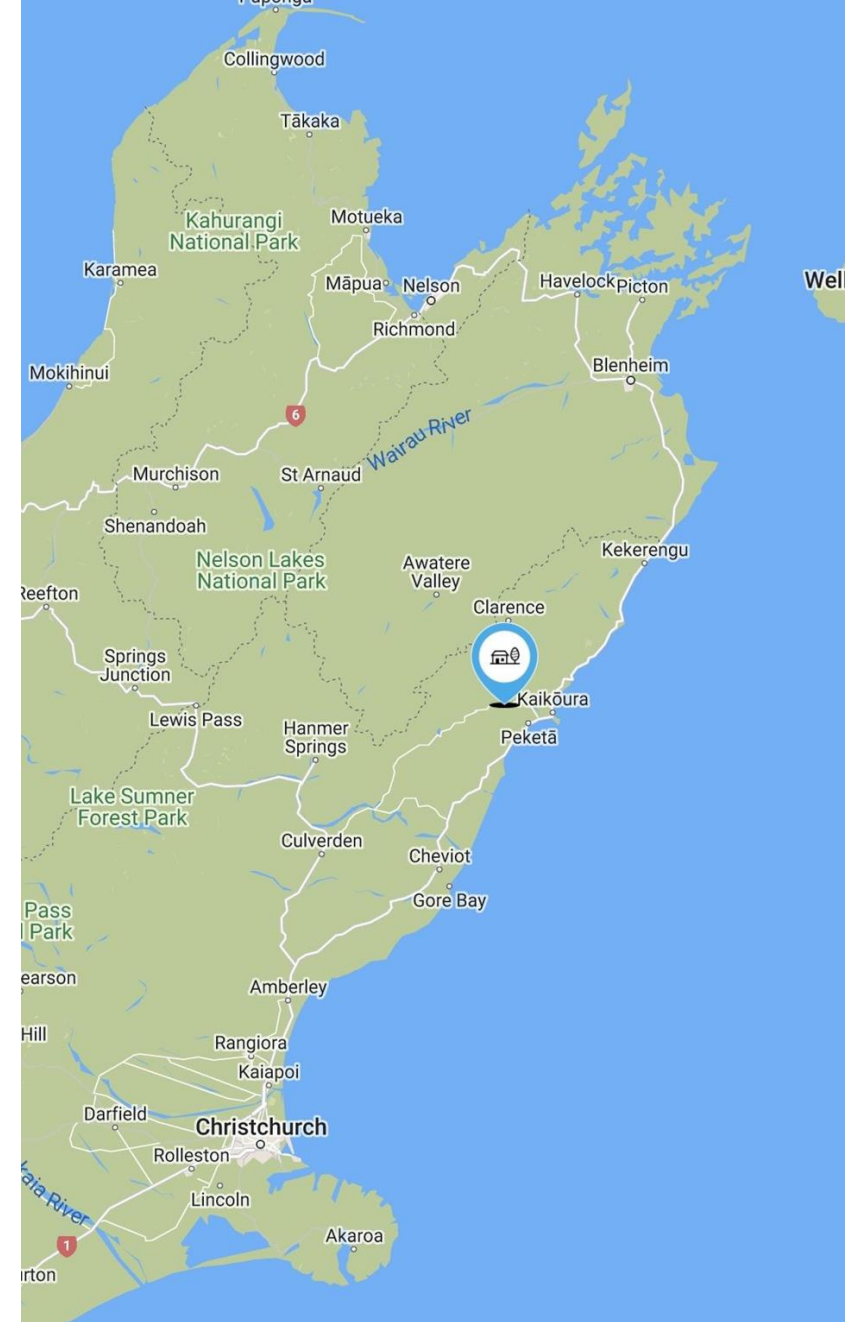 Collingwood
Tākaka
Kahurangi
National Park
Motueka
Karamea
Māpua
Nelson
Havelock
Picton
Well
Richmond
Mokihinui
Blenheim
6
Wairau River
Murchison
St Arnaud
Shenandoah
Nelson Lakes
National Park
Awatere
Valley
Kekerengu
Reefton
Clarence
Springs
Junction
Lewis Pass
Kaikōura
Hanmer
Springs
Peketā
Lake Sumner
Forest Park
Culverden
Cheviot
Gore Bay
Pass
l Park
earson
Amberley
Hill
Rangiora
Kaiapoi
Darfield
Christchurch
Rolleston
kaia River
Lincoln
Akaroa
1
urton